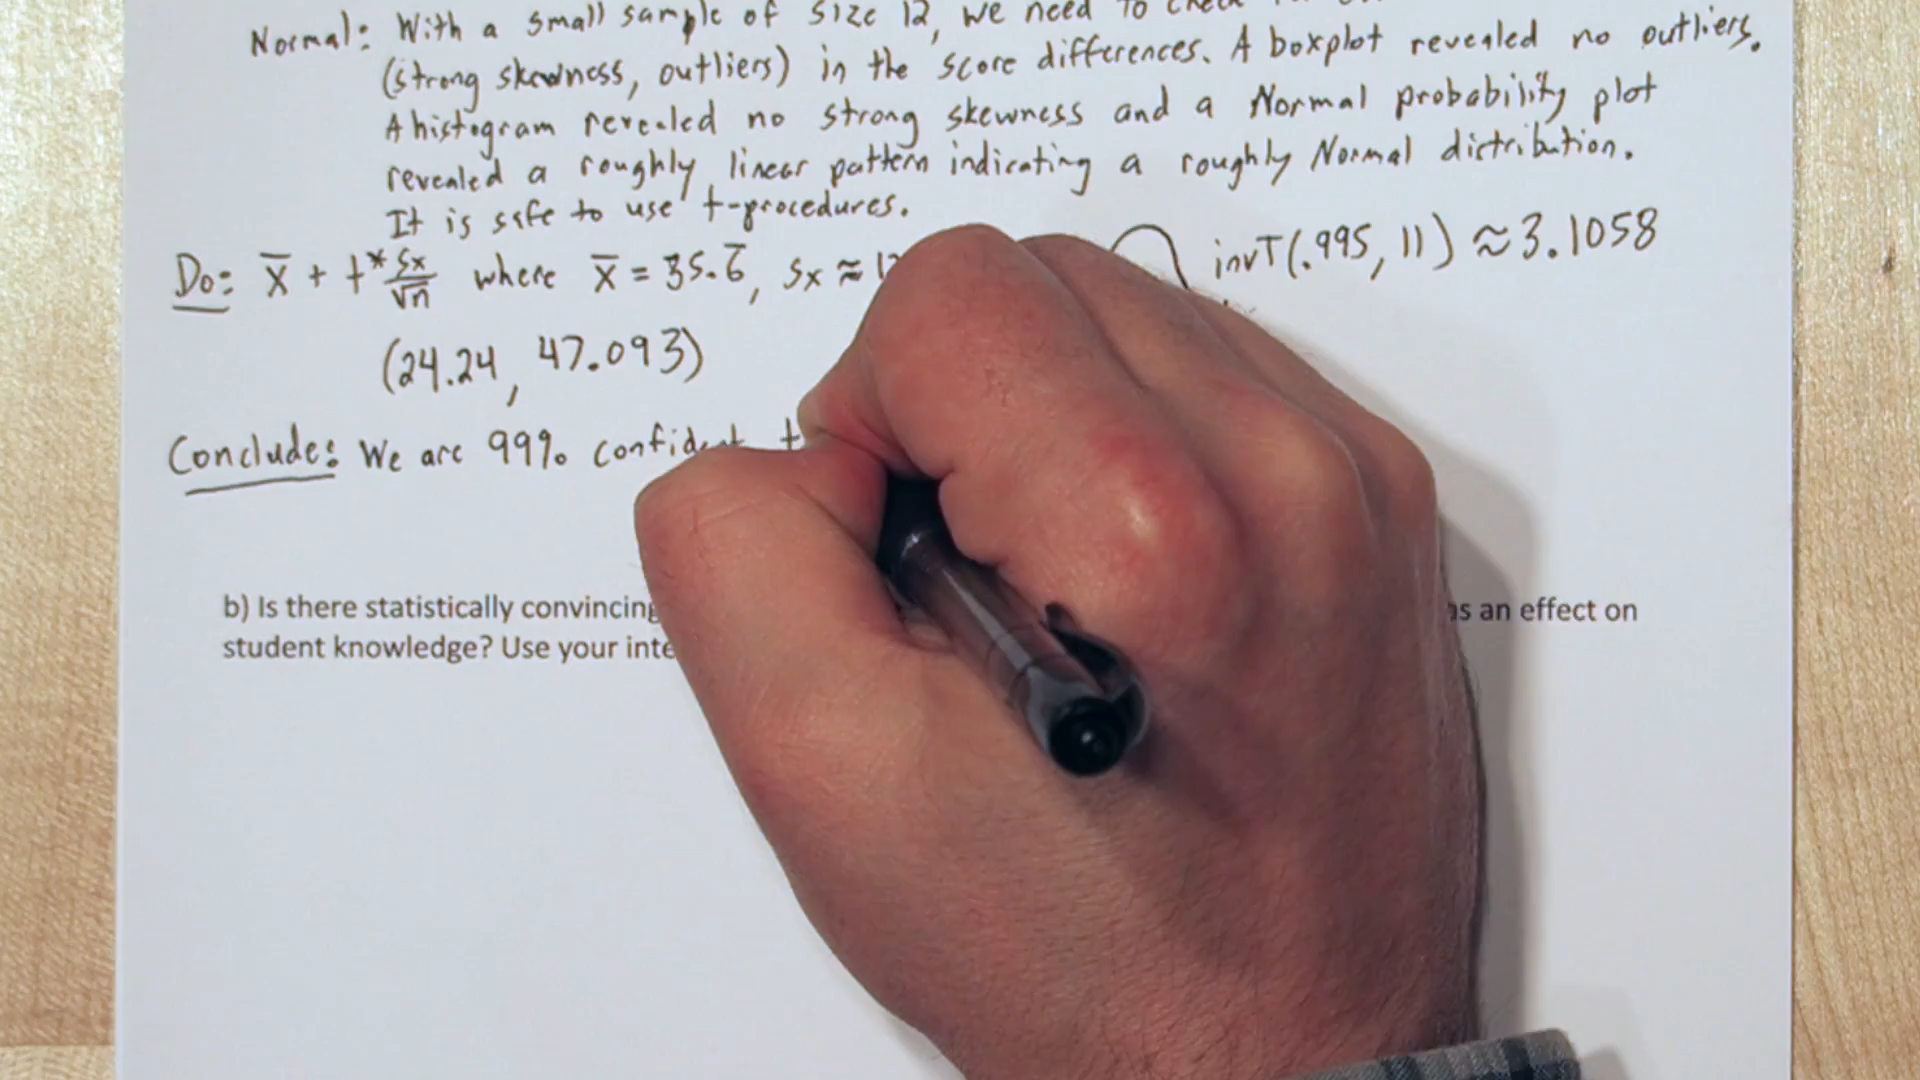 Normal: With a small sample of size 12, we need to check
(strong skewness, outliers) in the score differences. A boxplot revealed no outliers.
A histogram revealed no strong skewness and a Normal probability plot
revealed a roughly linear pattern indicating a roughly Normal distribution.
It is safe to use t-procedures.
Do: x̄ + t* sx/√n where x̄ = 35.6̅, sx ≈ 1
invT(.995, 11) ≈ 3.1058
(24.24, 47.093)
Conclude: We are 99% confident
b) Is there statistically convincing
an effect on
student knowledge? Use your